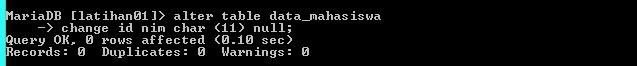 MariaDB [latihan01]> alter table data_mahasiswa
    -> change id nim char (11) null;
Query OK, 0 rows affected (0.10 sec)
Records: 0  Duplicates: 0  Warnings: 0